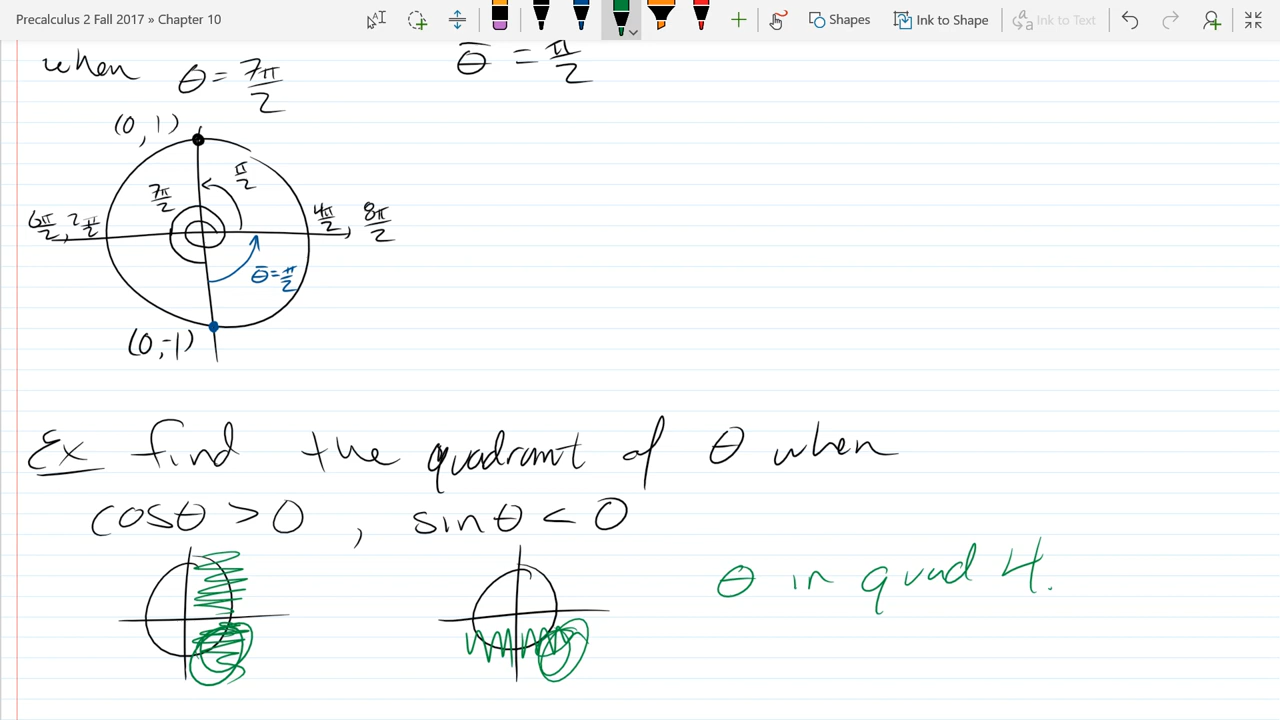 Precalculus 2 Fall 2017 » Chapter 10
Shapes
Ink to Shape
Ink to Text
when θ = 7π/2
θ̄ = π/2
(0, 1)
π/2
7π/2
6π/2, 2π/2
4π/2, 8π/2
θ̄ = π/2
(0, -1)
Ex find the quadrant of θ when
cosθ > 0 , sinθ < 0
θ in quad 4.